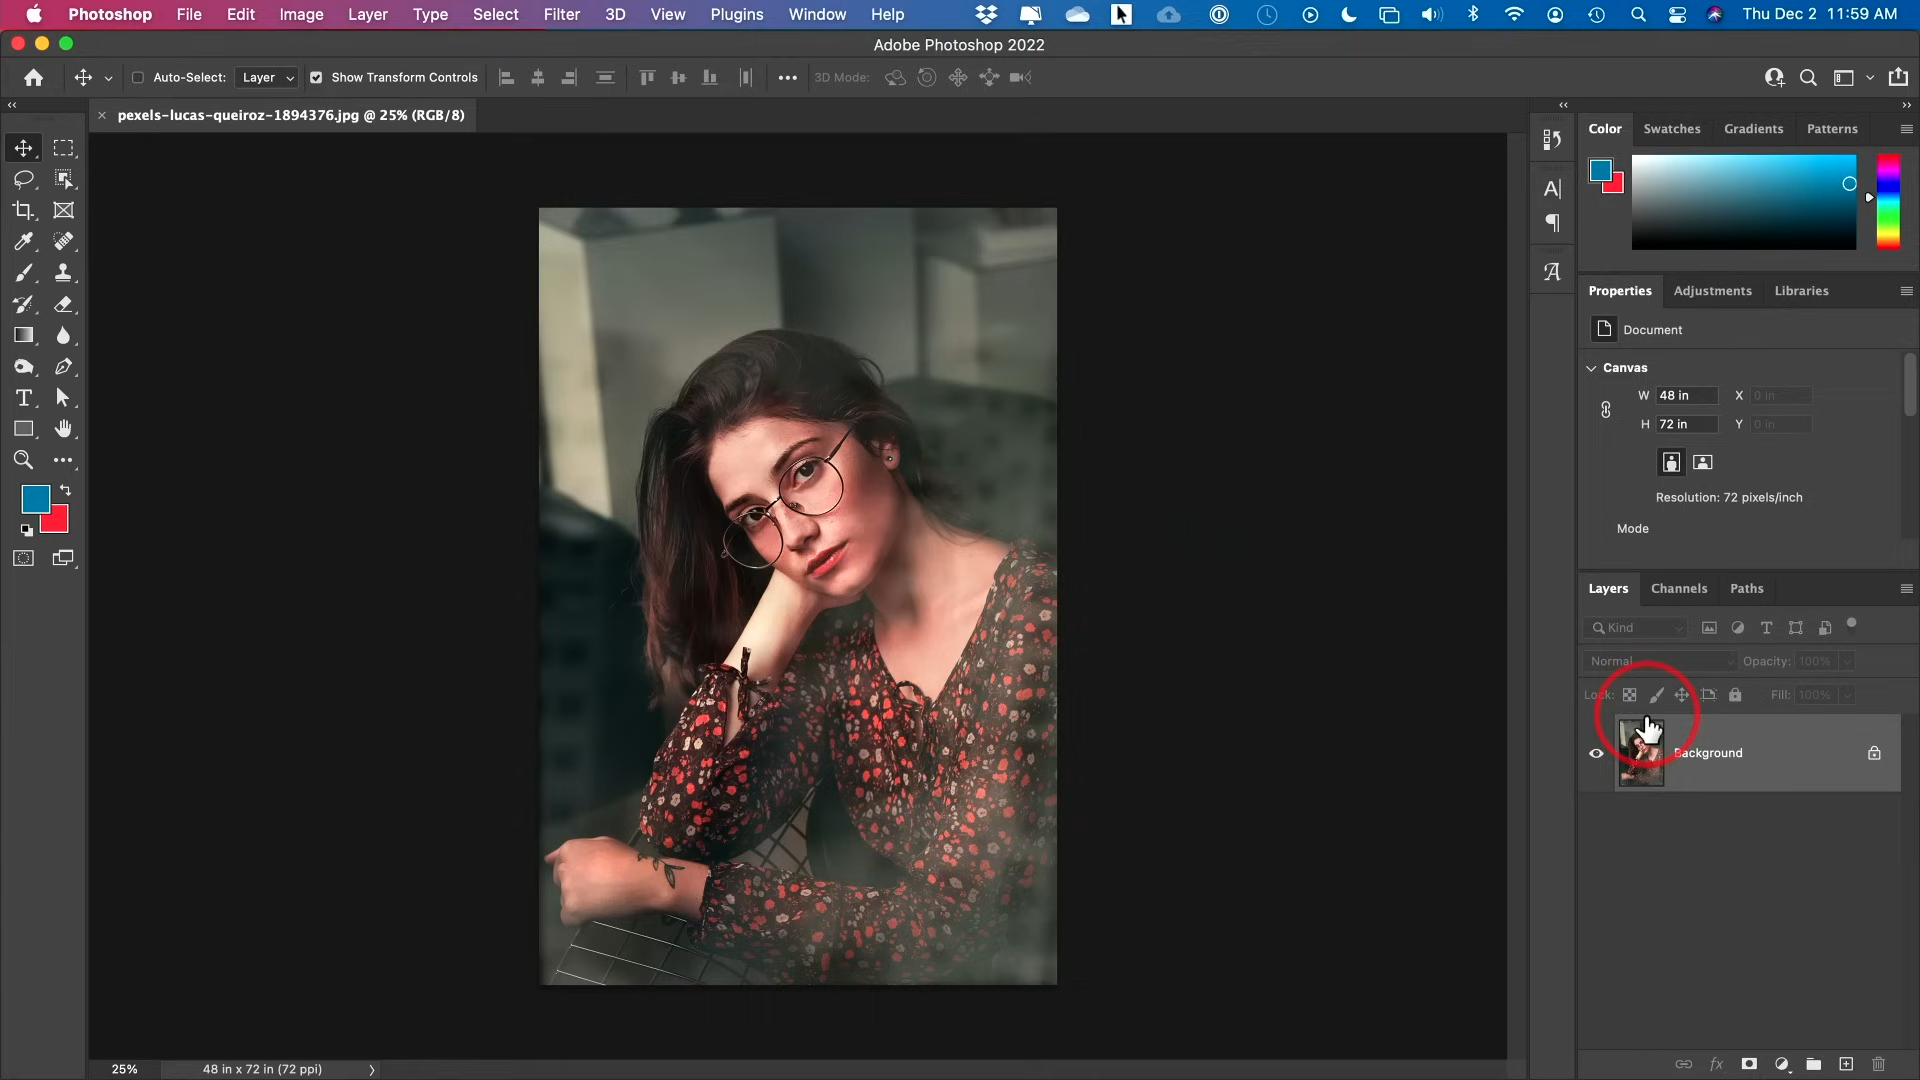 Photoshop File Edit Image Layer Type Select Filter 3D View Plugins Window Help Thu Dec 2 11:59 AM
Adobe Photoshop 2022
Auto-Select: Layer Show Transform Controls 3D Mode:
pexels-lucas-queiroz-1894376.jpg @ 25% (RGB/8)
Color Swatches Gradients Patterns
Properties Adjustments Libraries
Document
Canvas
W 48 in X 0 in
H 72 in Y 0 in
Resolution: 72 pixels/inch
Mode
Layers Channels Paths
Kind
Normal Opacity: 100%
Lock: Fill: 100%
Background
25% 48 in x 72 in (72 ppi)